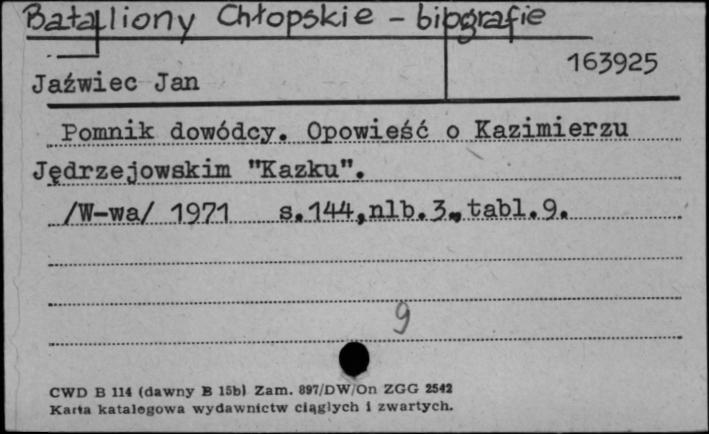 Bataliony Chłopskie - biografie
163925
Jaźwiec Jan
Pomnik dowódcy. Opowieść o Kazimierzu
Jędrzejowskim "Kazku".
/W-wa/ 1971 s.144,nlb.3,tabl.9.
9
CWD B 114 (dawny B 15b) Zam. 897/DW/On ZGG 2542
Karta katalogowa wydawnictw ciągłych i zwartych.